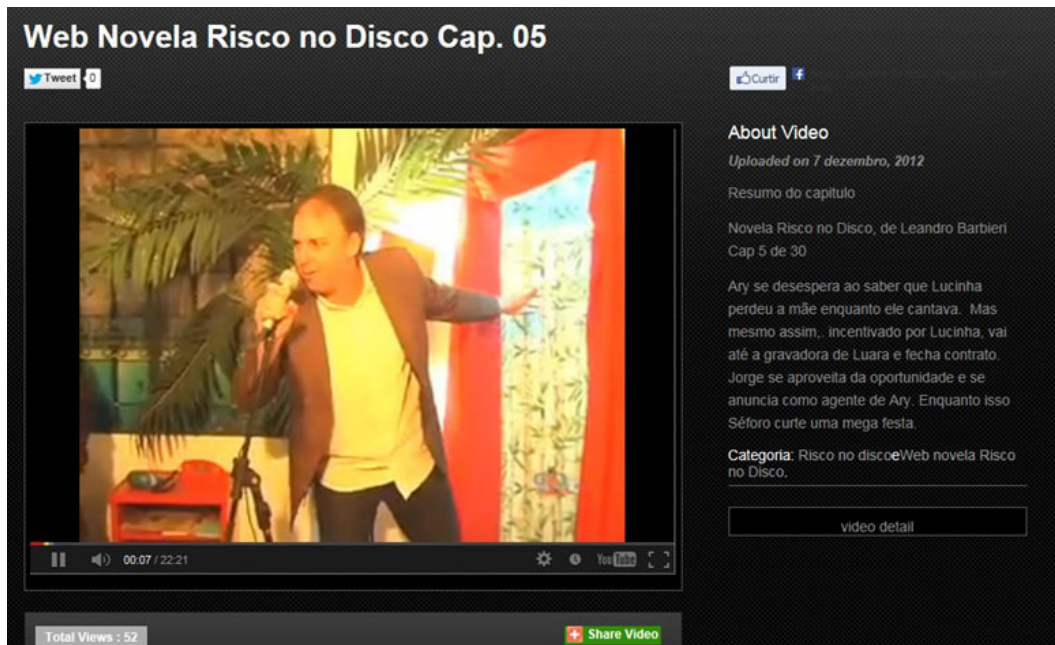 Web Novela Risco no Disco Cap. 05
Tweet 0
Curtir
About Video
Uploaded on 7 dezembro, 2012
Resumo do capitulo
Novela Risco no Disco, de Leandro Barbieri
Cap 5 de 30
Ary se desespera ao saber que Lucinha
perdeu a mãe enquanto ele cantava. Mas
mesmo assim,. incentivado por Lucinha, vai
até a gravadora de Luara e fecha contrato.
Jorge se aproveita da oportunidade e se
anuncia como agente de Ary. Enquanto isso
Séforo curte uma mega festa.
Categoria: Risco no discoeWeb novela Risco
no Disco.
video detail
00:07 / 22:21
YouTube
Total Views : 52
Share Video